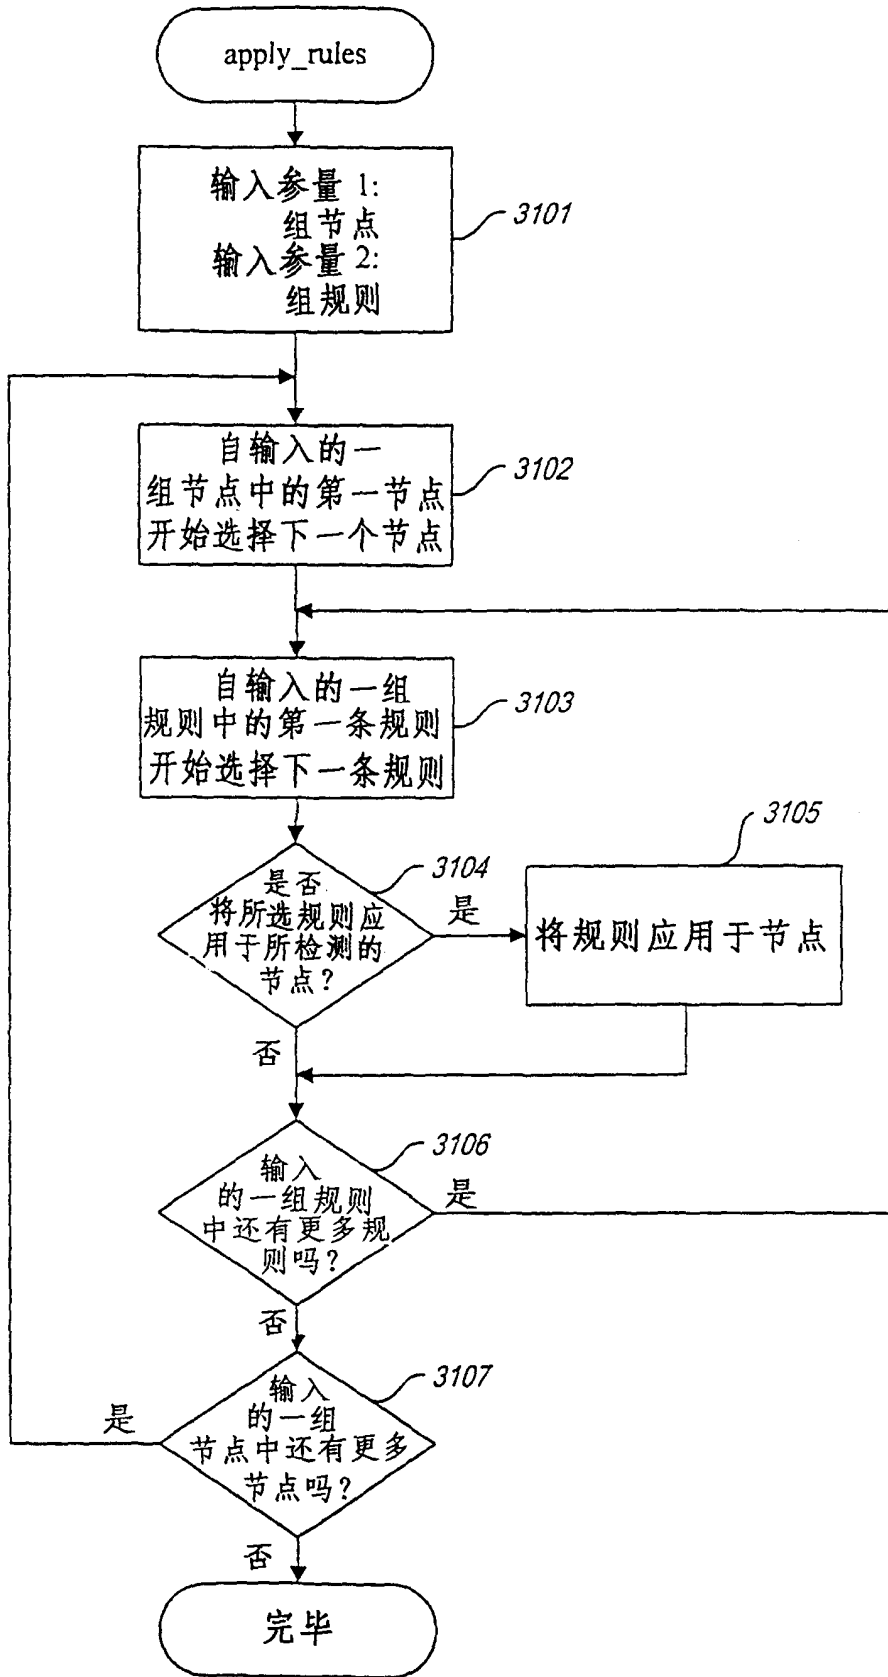 apply_rules
输入参量 1:
组节点
输入参量 2:
组规则
3101
自输入的一
组节点中的第一节点
开始选择下一个节点
3102
自输入的一组
规则中的第一条规则
开始选择下一条规则
3103
是否
将所选规则应
用于所检测的
节点？
3104
是
将规则应用于节点
3105
否
输入
的一组规则
中还有更多规
则吗？
3106
是
否
输入
的一组
节点中还有更多
节点吗？
3107
是
否
完毕